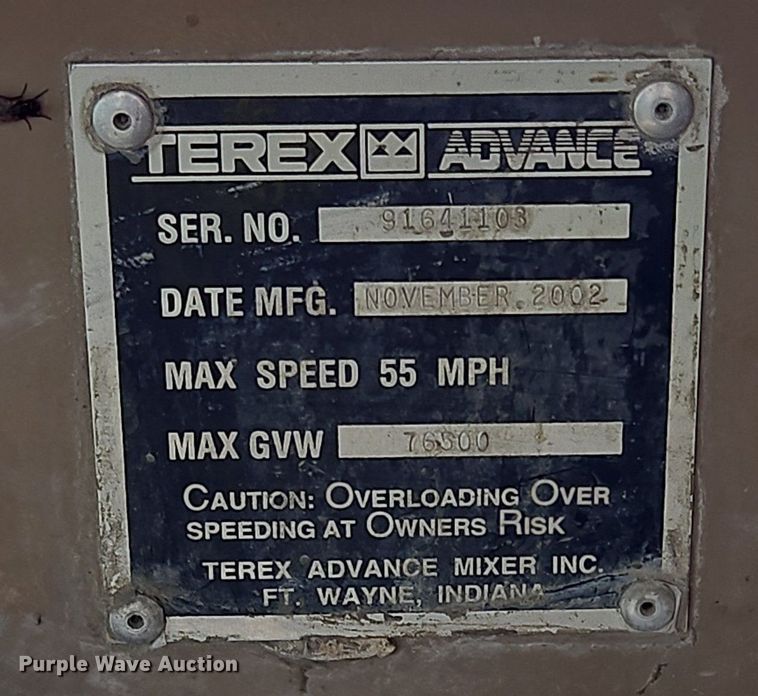 TEREX ADVANCE
SER. NO. 91641103
DATE MFG. NOVEMBER 2002
MAX SPEED 55 MPH
MAX GVW 76500
CAUTION: OVERLOADING OVER
SPEEDING AT OWNERS RISK
TEREX ADVANCE MIXER INC.
FT. WAYNE, INDIANA
Purple Wave Auction